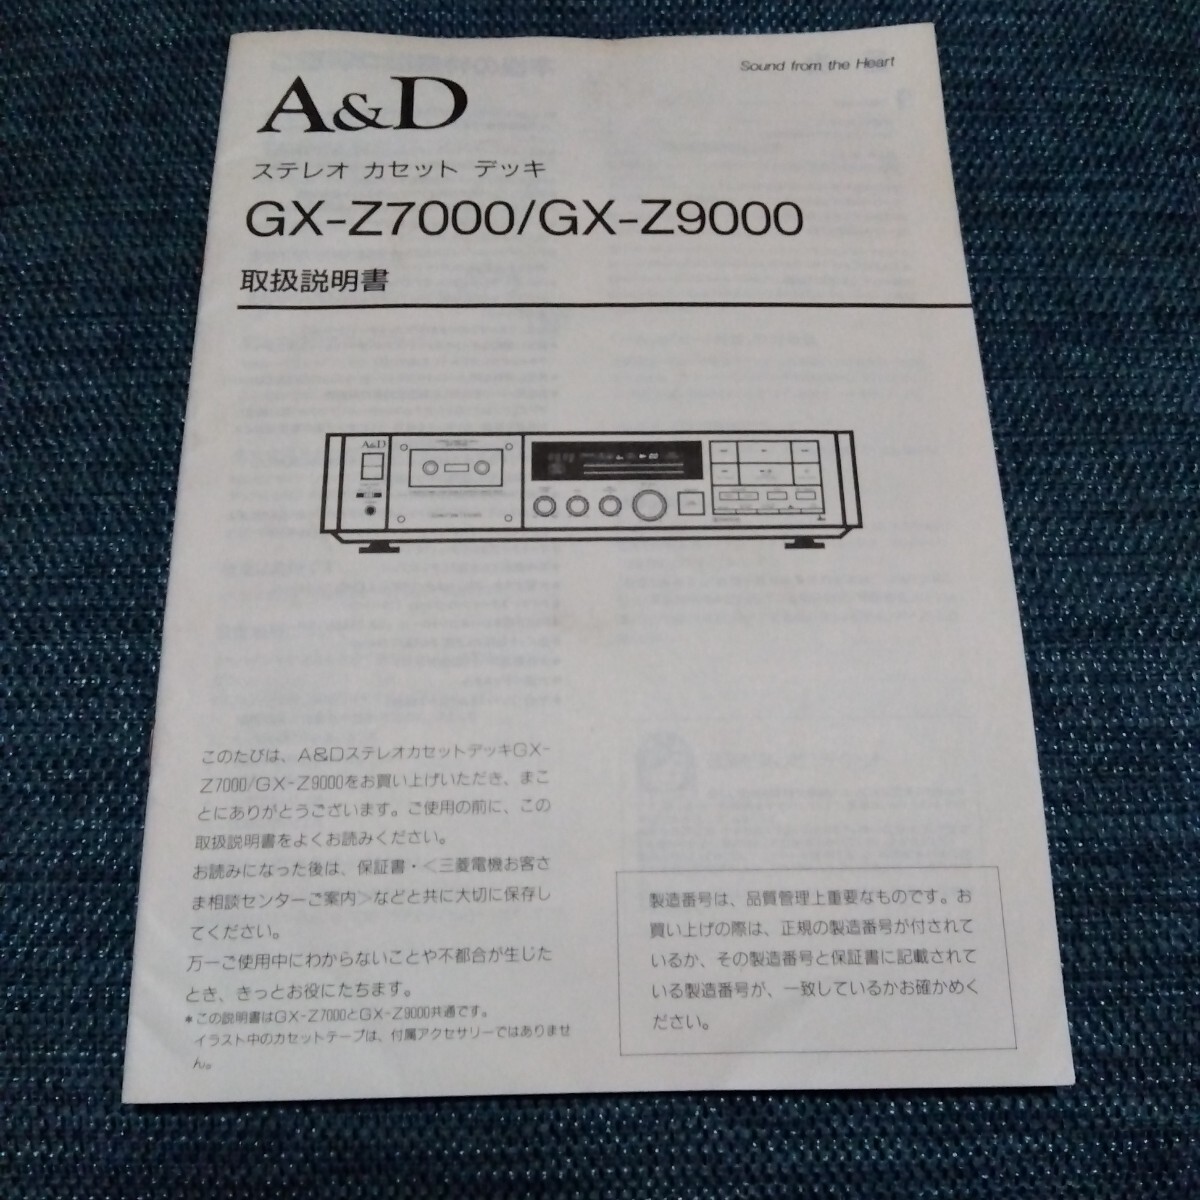 Sound from the Heart
A&D
ステレオ カセット デッキ
GX-Z7000/GX-Z9000
取扱説明書
A&D
このたびは、A&DステレオカセットデッキGX-
Z7000/GX-Z9000をお買い上げいただき、まこ
とにありがとうございます。ご使用の前に、この
取扱説明書をよくお読みください。
お読みになった後は、保証書・<三菱電機お客さ
ま相談センターご案内>などと共に大切に保存し
てください。
万一ご使用中にわからないことや不都合が生じた
とき、きっとお役にたちます。
*この説明書はGX-Z7000とGX-Z9000共通です。
イラスト中のカセットテープは、付属アクセサリーではありませ
ん。
製造番号は、品質管理上重要なものです。お
買い上げの際は、正規の製造番号が付されて
いるか、その製造番号と保証書に記載されて
いる製造番号が、一致しているかお確かめく
ださい。